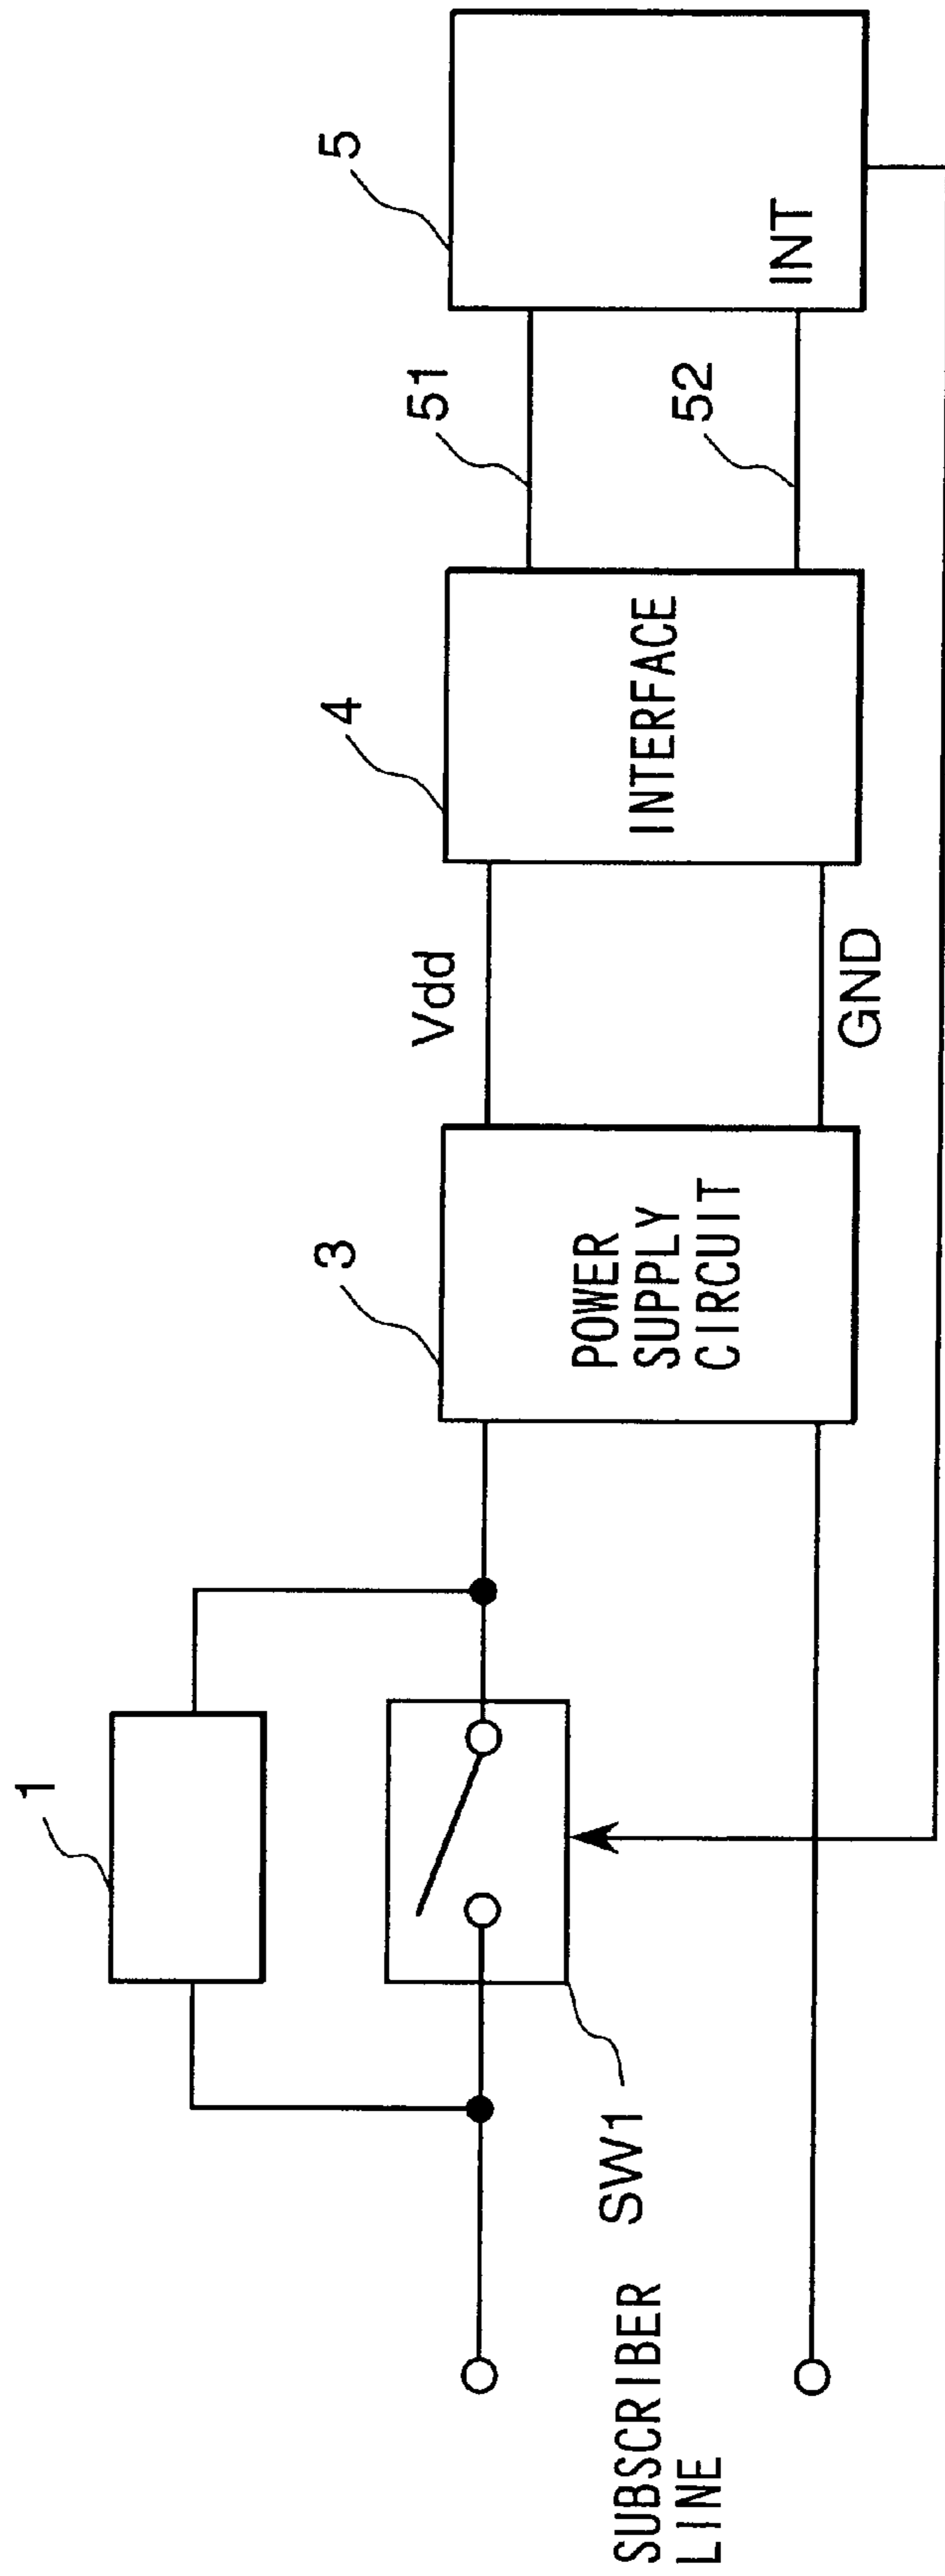 1
SUBSCRIBER
LINE
SW1
3
POWER
SUPPLY
CIRCUIT
Vdd
GND
4
INTERFACE
51
52
5
INT